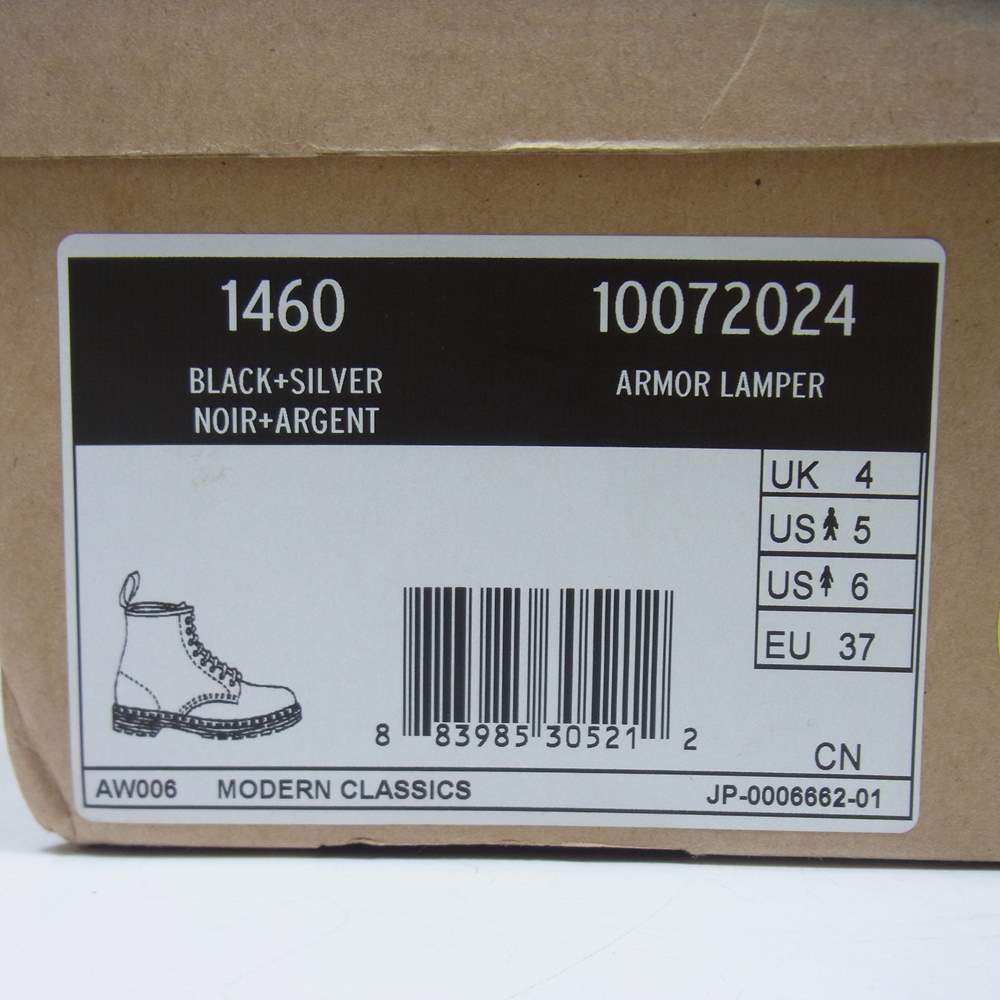 1460
10072024
BLACK+SILVER
NOIR+ARGENT
ARMOR LAMPER
UK 4
US 5
US 6
EU 37
8 83985 30521 2
CN
AW006 MODERN CLASSICS
JP-0006662-01